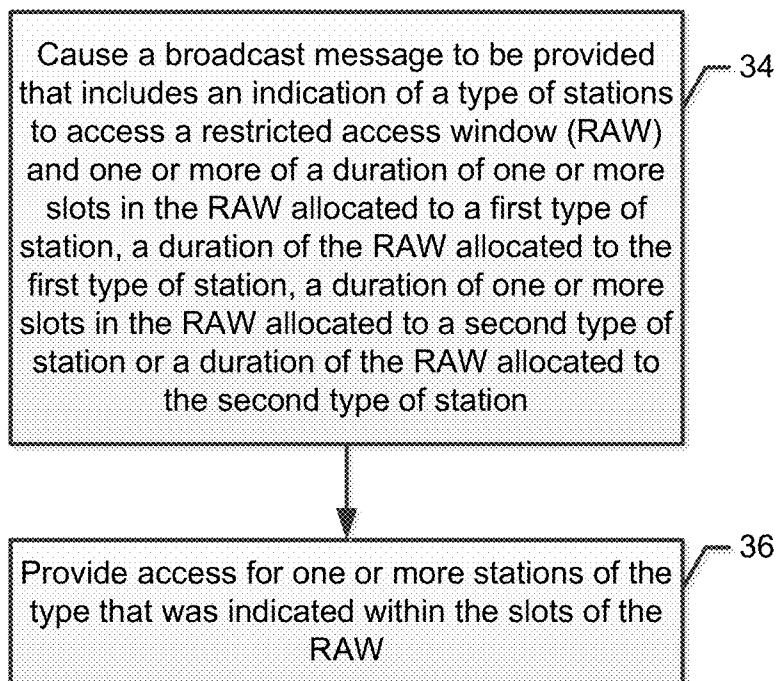 Cause a broadcast message to be provided
that includes an indication of a type of stations
to access a restricted access window (RAW)
and one or more of a duration of one or more
slots in the RAW allocated to a first type of
station, a duration of the RAW allocated to the
first type of station, a duration of one or more
slots in the RAW allocated to a second type of
station or a duration of the RAW allocated to
the second type of station
34
Provide access for one or more stations of the
type that was indicated within the slots of the
RAW
36